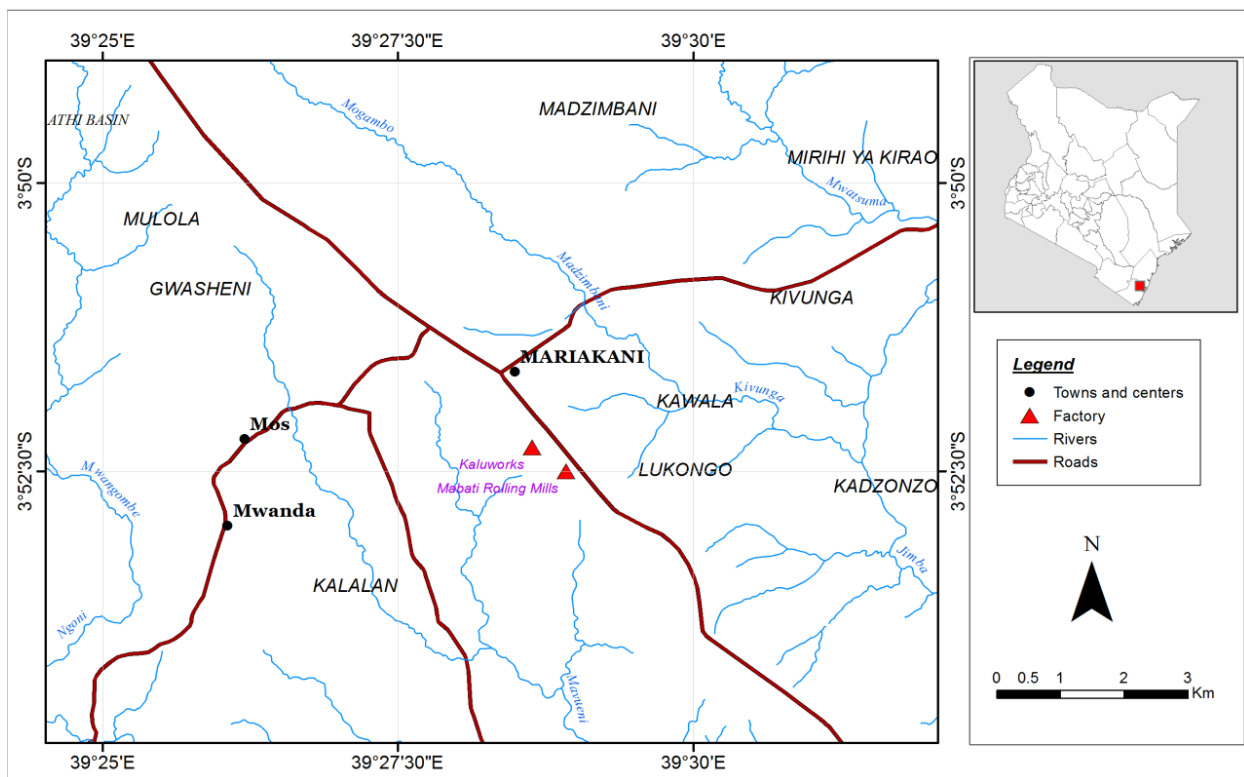 39°25'E 39°27'30"E 39°30'E
ATHI BASIN
Mogambo
MADZIMBANI
MIRIHI YA KIRAO
3°50'S
3°50'S
Mwatsuma
MULOLA
GWASHENI
Madzimbani
KIVUNGA
MARIAKANI
Kivunga
KAWALA
Mos
Kaluworks
LUKONGO
3°52'30"S
3°52'30"S
Mwangombe
Mabati Rolling Mills
KADZONZO
Mwanda
Jimba
KALALAN
Ngoni
Mavueni
39°25'E 39°27'30"E 39°30'E
Legend
Towns and centers
Factory
Rivers
Roads
N
0 1 2 3
Km